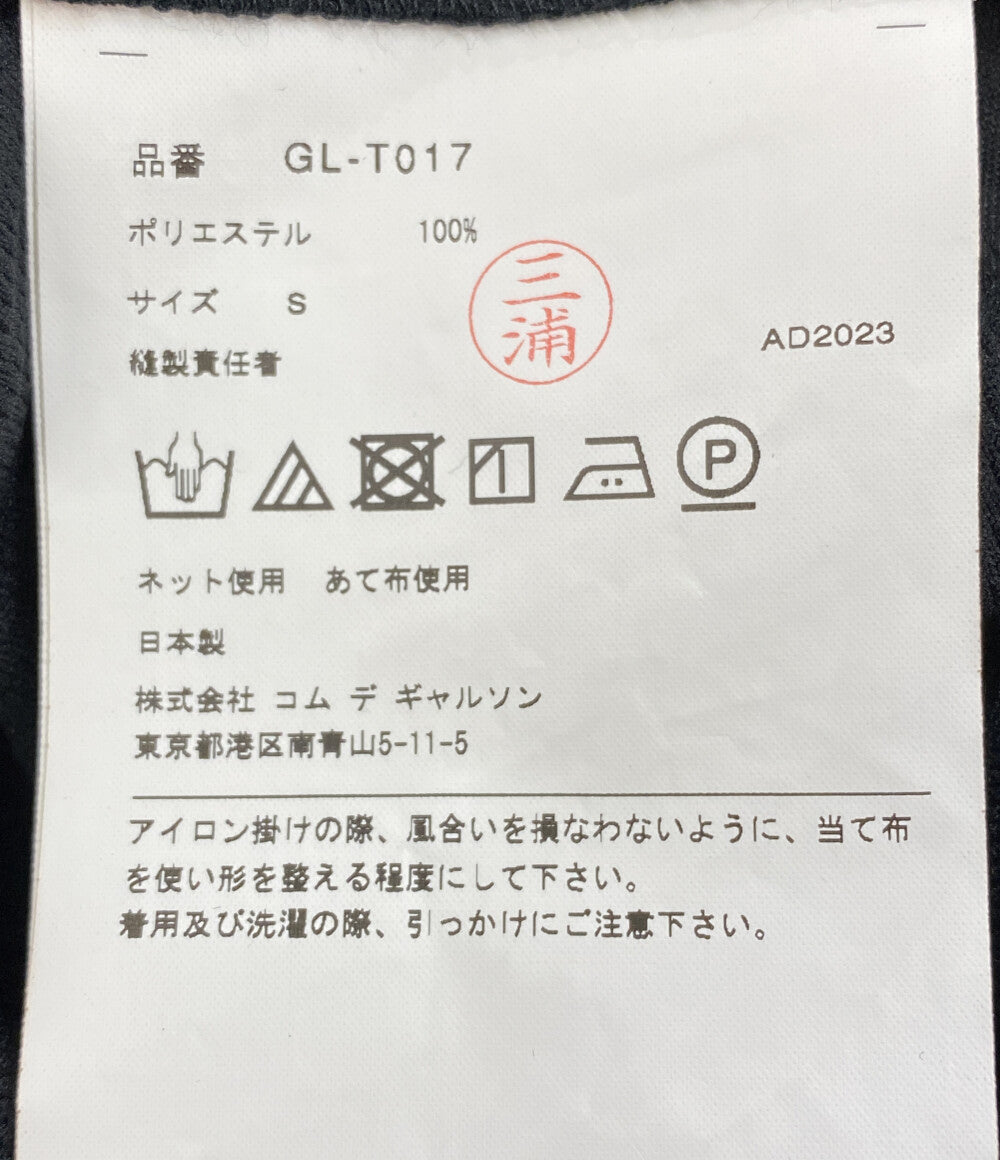 品番 GL-T017
ポリエステル 100%
サイズ S
三浦
AD2023
縫製責任者
P
ネット使用 あて布使用
日本製
株式会社 コム デ ギャルソン
東京都港区南青山5-11-5
アイロン掛けの際、風合いを損なわないように、当て布
を使い形を整える程度にして下さい。
着用及び洗濯の際、引っかけにご注意下さい。